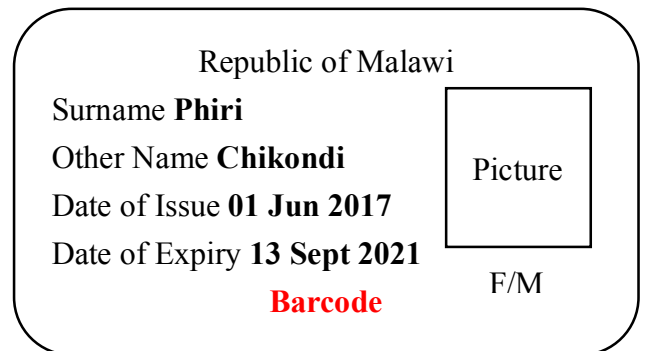 Republic of Malawi
Surname Phiri
Other Name Chikondi
Date of Issue 01 Jun 2017
Date of Expiry 13 Sept 2021
Barcode
Picture
F/M